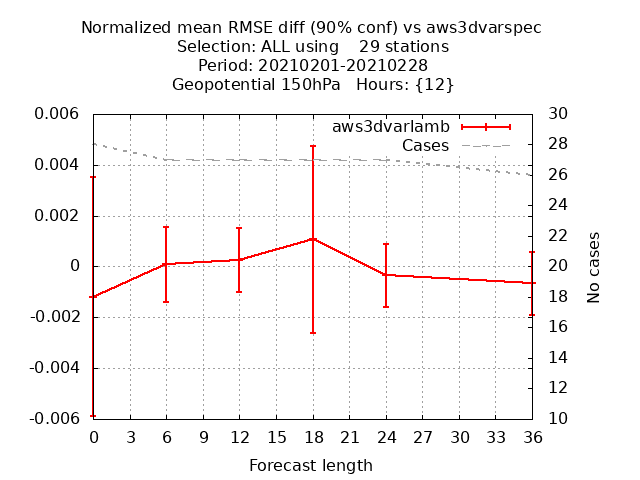 Normalized mean RMSE diff (90% conf) vs aws3dvarspec
Selection: ALL using    29 stations
Period: 20210201-20210228
Geopotential 150hPa   Hours: {12}
aws3dvarlamb
Cases
0.006
0.004
0.002
0
-0.002
-0.004
-0.006
30
28
26
24
22
20
18
16
14
12
10
No cases
0 3 6 9 12 15 18 21 24 27 30 33 36
Forecast length